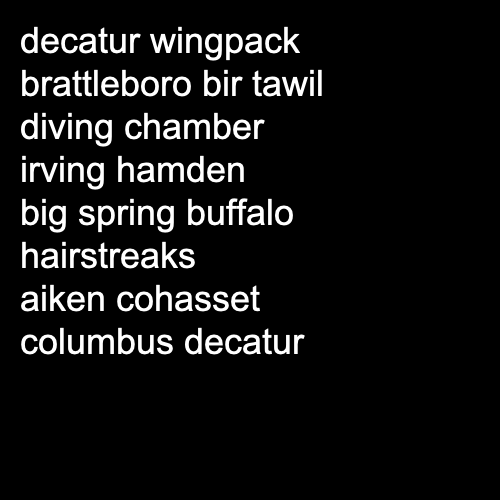 decatur wingpack
brattleboro bir tawil
diving chamber
irving hamden
big spring buffalo
hairstreaks
aiken cohasset
columbus decatur